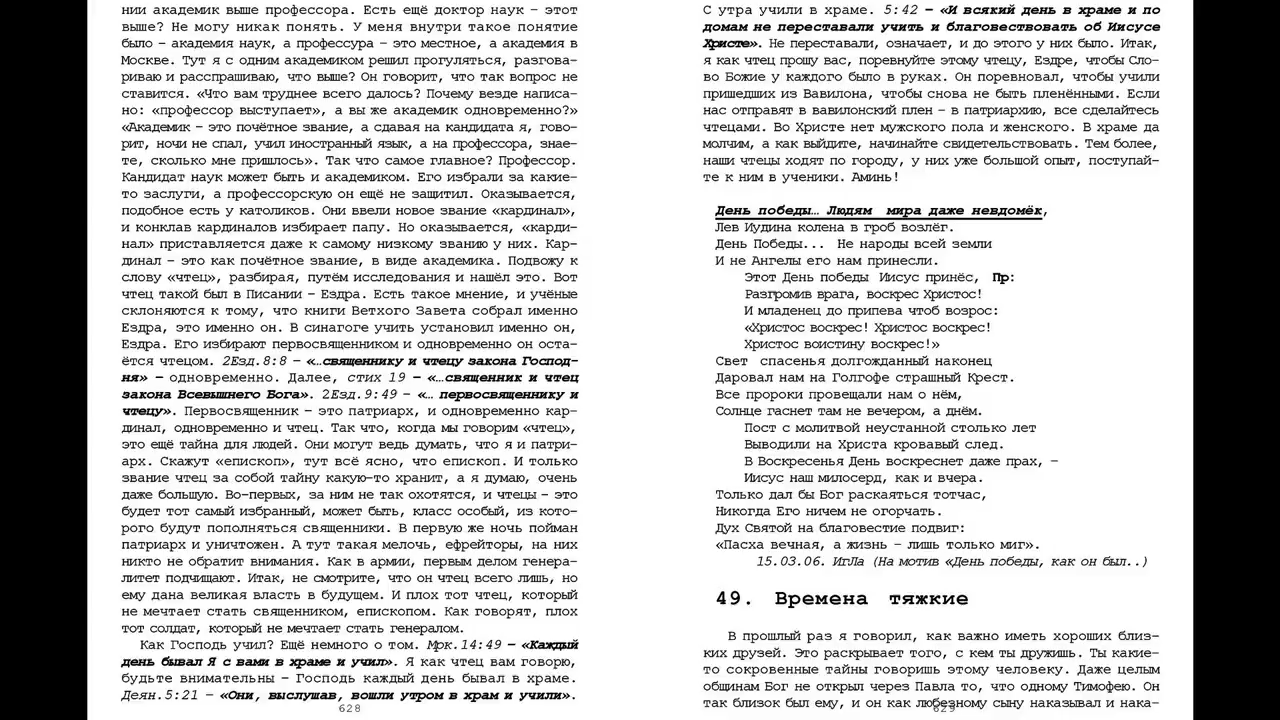 нии академик выше профессора. Есть ещё доктор наук – этот
выше? Не могу никак понять. У меня внутри такое понятие
было – академия наук, а профессура – это местное, а академия в
Москве. Тут я с одним академиком решил прогуляться, разгова-
риваю и расспрашиваю, что выше? Он говорит, что так вопрос не
ставится. «Что вам труднее всего далось? Почему везде написа-
но: «профессор выступает», а вы же академик одновременно?»
«Академик – это почётное звание, а сдавая на кандидата я, гово-
рит, ночи не спал, учил иностранный язык, а на профессора, знае-
те, сколько мне пришлось». Так что самое главное? Профессор.
Кандидат наук может быть и академиком. Его избрали за какие-
то заслуги, а профессорскую он ещё не защитил. Оказывается,
подобное есть у католиков. Они ввели новое звание «кардинал»,
и конклав кардиналов избирает папу. Но оказывается, «карди-
нал» приставляется даже к самому низкому званию у них. Кар-
динал – это как почётное звание, в виде академика. Подвожу к
слову «чтец», разбирая, путём исследования и нашёл это. Вот
чтец такой был в Писании – Ездра. Есть такое мнение, и учёные
склоняются к тому, что книги Ветхого Завета собрал именно
Ездра, это именно он. В синагоге учить установил именно он,
Ездра. Его избирают первосвященником и одновременно он оста-
ётся чтецом. 2Езд.8:8 – «…священнику и чтецу закона Господ-
ня» – одновременно. Далее, стих 19 – «…священник и чтец
закона Всевышнего Бога». 2Езд.9:49 – «… первосвященнику и
чтецу». Первосвященник – это патриарх, и одновременно кар-
динал, одновременно и чтец. Так что, когда мы говорим «чтец»,
это ещё тайна для людей. Они могут ведь думать, что я и патри-
арх. Скажут «епископ», тут всё ясно, что епископ. И только
звание чтец за собой тайну какую-то хранит, а я думаю, очень
даже большую. Во-первых, за ним не так охотятся, и чтецы – это
будет тот самый избранный, может быть, класс особый, из кото-
рого будут пополняться священники. В первую же ночь пойман
патриарх и уничтожен. А тут такая мелочь, ефрейторы, на них
никто не обратит внимания. Как в армии, первым делом генера-
литет подчищают. Итак, не смотрите, что он чтец всего лишь, но
ему дана великая власть в будущем. И плох тот чтец, который
не мечтает стать священником, епископом. Как говорят, плох
тот солдат, который не мечтает стать генералом.
Как Господь учил? Ещё немного о том. Мрк.14:49 – «Каждый
день бывал Я с вами в храме и учил». Я как чтец вам говорю,
будьте внимательны – Господь каждый день бывал в храме.
Деян.5:21 – «Они, выслушав, вошли утром в храм и учили».
628
С утра учили в храме. 5:42 – «И всякий день в храме и по
домам не переставали учить и благовествовать об Иисусе
Христе». Не переставали, означает, и до этого у них было. Итак,
я как чтец прошу вас, поревнуйте этому чтецу, Ездре, чтобы Сло-
во Божие у каждого было в руках. Он поревновал, чтобы учили
пришедших из Вавилона, чтобы снова не быть пленёнными. Если
нас отправят в вавилонский плен – в патриархию, все сделайтесь
чтецами. Во Христе нет мужского пола и женского. В храме да
молчим, а как выйдите, начинайте свидетельствовать. Тем более,
наши чтецы ходят по городу, у них уже большой опыт, поступай-
те к ним в ученики. Аминь!
День победы… Людям мира даже невдомёк,
Лев Иудина колена в гроб возлёг.
День Победы... Не народы всей земли
И не Ангелы его нам принесли.
Этот День победы Иисус принёс, Пр:
Разгромив врага, воскрес Христос!
И младенец до припева чтоб возрос:
«Христос воскрес! Христос воскрес!
Христос воистину воскрес!»
Свет спасенья долгожданный наконец
Даровал нам на Голгофе страшный Крест.
Все пророки провещали нам о нём,
Солнце гаснет там не вечером, а днём.
Пост с молитвой неустанной столько лет
Выводили на Христа кровавый след.
В Воскресенья День воскреснет даже прах, –
Иисус наш милосерд, как и вчера.
Только дал бы Бог раскаяться тотчас,
Никогда Его ничем не огорчать.
Дух Святой на благовестие подвиг:
«Пасха вечная, а жизнь – лишь только миг».
15.03.06. ИгЛа (На мотив «День победы, как он был..)
49. Времена тяжкие
В прошлый раз я говорил, как важно иметь хороших близ-
ких друзей. Это раскрывает того, с кем ты дружишь. Ты какие-
то сокровенные тайны говоришь этому человеку. Даже целым
общинам Бог не открыл через Павла то, что одному Тимофею. Он
так близок был ему, и он как любезному сыну наказывал и нака-
629